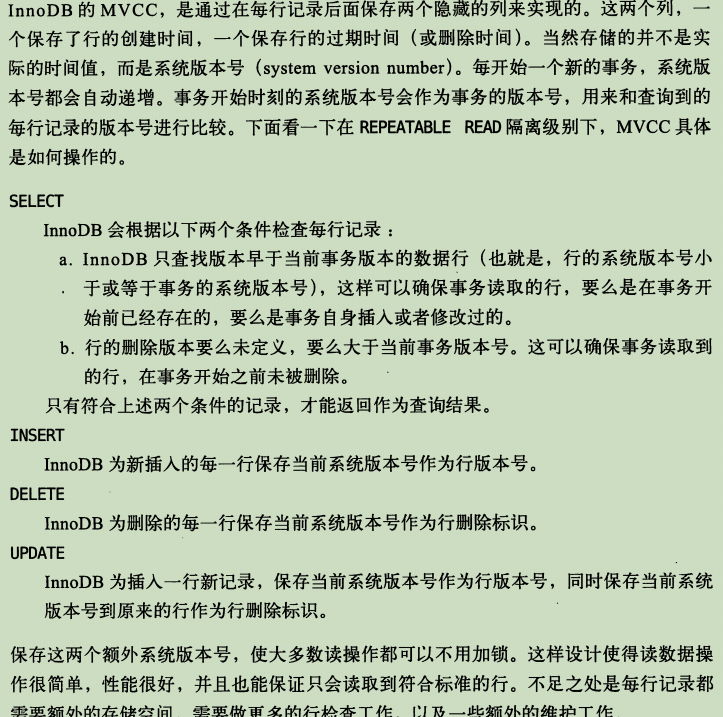 InnoDB 的 MVCC，是通过在每行记录后面保存两个隐藏的列来实现的。这两个列，一
个保存了行的创建时间，一个保存行的过期时间（或删除时间）。当然存储的并不是实
际的时间值，而是系统版本号（system version number）。每开始一个新的事务，系统版
本号都会自动递增。事务开始时刻的系统版本号会作为事务的版本号，用来和查询到的
每行记录的版本号进行比较。下面看一下在 REPEATABLE READ 隔离级别下，MVCC 具体
是如何操作的。
SELECT
InnoDB 会根据以下两个条件检查每行记录：
a. InnoDB 只查找版本早于当前事务版本的数据行（也就是，行的系统版本号小
于或等于事务的系统版本号），这样可以确保事务读取的行，要么是在事务开
始前已经存在的，要么是事务自身插入或者修改过的。
b. 行的删除版本要么未定义，要么大于当前事务版本号。这可以确保事务读取到
的行，在事务开始之前未被删除。
只有符合上述两个条件的记录，才能返回作为查询结果。
INSERT
InnoDB 为新插入的每一行保存当前系统版本号作为行版本号。
DELETE
InnoDB 为删除的每一行保存当前系统版本号作为行删除标识。
UPDATE
InnoDB 为插入一行新记录，保存当前系统版本号作为行版本号，同时保存当前系统
版本号到原来的行作为行删除标识。
保存这两个额外系统版本号，使大多数读操作都可以不用加锁。这样设计使得读数据操
作很简单，性能很好，并且也能保证只会读取到符合标准的行。不足之处是每行记录都
需要额外的存储空间，需要做更多的行检查工作，以及一些额外的维护工作。